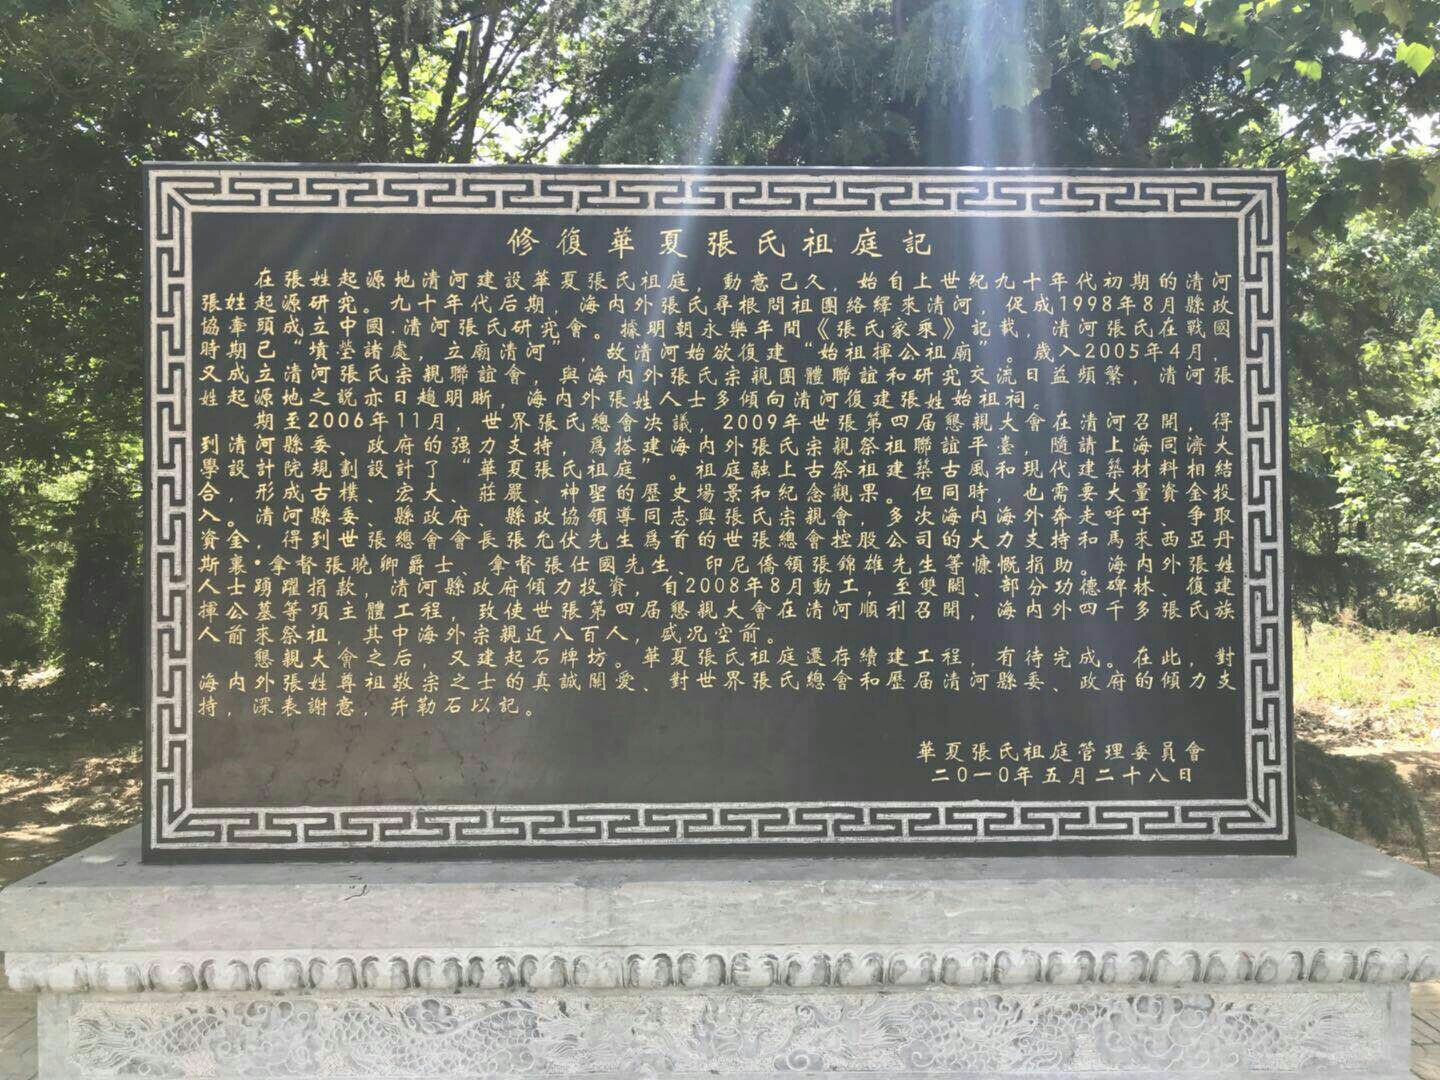 修復華夏張氏祖庭記
在張姓起源地清河建設華夏張氏祖庭，動意已久，始自上世紀九十年代初期的清河
張姓起源研究。九十年代后期，海内外張氏尋根問祖團絡繹來清河，促成1998年8月縣政
協牽頭成立中國·清河張氏研究會。據明朝永樂年間《張氏家乘》記載，清河張氏在戰國
時期已“墳塋諸處，立廟清河”，故清河始欲復建“始祖揮公祖廟”。歲入2005年4月，
又成立清河張氏宗親聯誼會，與海内外張氏宗親團體聯誼和研究交流日益頻繁，清河張
姓起源地之説亦日趨明晰，海内外張姓人士多傾向清河復建張姓始祖祠。
期至2006年11月，世界張氏總會决議，2009年世張第四届懇親大會在清河召開，得
到清河縣委、政府的强力支持，爲搭建海内外張氏宗親祭祖聯誼平臺，隨請上海同濟大
學設計院規劃設計了“華夏張氏祖庭”。祖庭融上古祭祖建築古風和現代建築材料相結
合，形成古樸、宏大、莊嚴、神聖的歷史場景和紀念觀果。但同時，也需要大量資金投
入。清河縣委、縣政府、縣政協領導同志與張氏宗親會，多次海内海外奔走呼吁、争取
資金，得到世張總會會長張允伏先生爲首的世張總會控股公司的大力支持和馬來西亞丹
斯里·拿督張曉卿爵士、拿督張仕國先生、印尼僑領張錦雄先生等慷慨捐助。海内外張姓
人士踴躍捐款，清河縣政府傾力投資，自2008年8月動工，至雙闕、部分功德碑林、復建
揮公墓等項主體工程，致使世張第四届懇親大會在清河順利召開，海内外四千多張氏族
人前來祭祖，其中海外宗親近八百人，盛况空前。
懇親大會之后，又建起石牌坊。華夏張氏祖庭還存續建工程，有待完成。在此，對
海内外張姓尊祖敬宗之士的真誠關愛、對世界張氏總會和歷届清河縣委、政府的傾力支
持，深表謝意，并勒石以記。
華夏張氏祖庭管理委員會
二〇一〇年五月二十八日